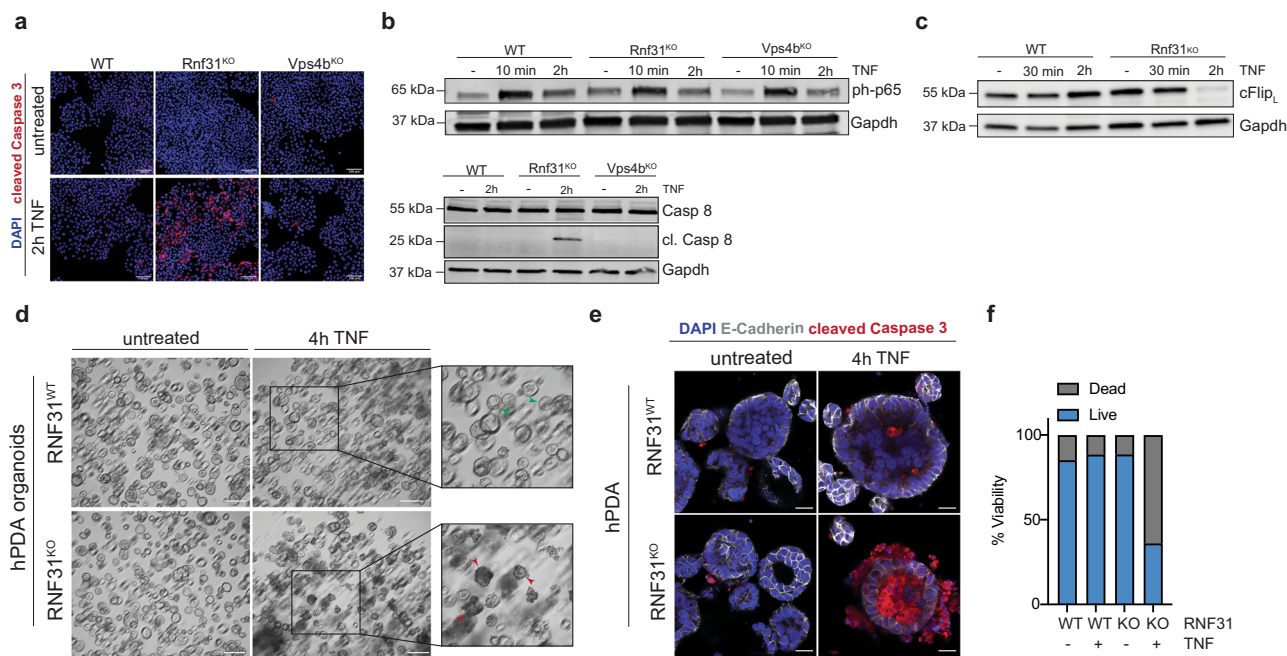 a
WT Rnf31KO Vps4bKO
DAPI cleaved Caspase 3
untreated
2h TNF
b
WT Rnf31KO Vps4bKO
- 10 min 2h - 10 min 2h - 10 min 2h TNF
65 kDa ph-p65
37 kDa Gapdh
WT Rnf31KO Vps4bKO
- 2h - 2h - 2h TNF
55 kDa Casp 8
25 kDa cl. Casp 8
37 kDa Gapdh
c
WT Rnf31KO
- 30 min 2h - 30 min 2h TNF
55 kDa cFlipL
37 kDa Gapdh
d
untreated 4h TNF
hPDA organoids
RNF31WT
RNF31KO
e
DAPI E-Cadherin cleaved Caspase 3
untreated 4h TNF
hPDA
RNF31WT
RNF31KO
f
Dead
Live
% Viability
100
50
0
WT WT KO KO RNF31
- + - + TNF